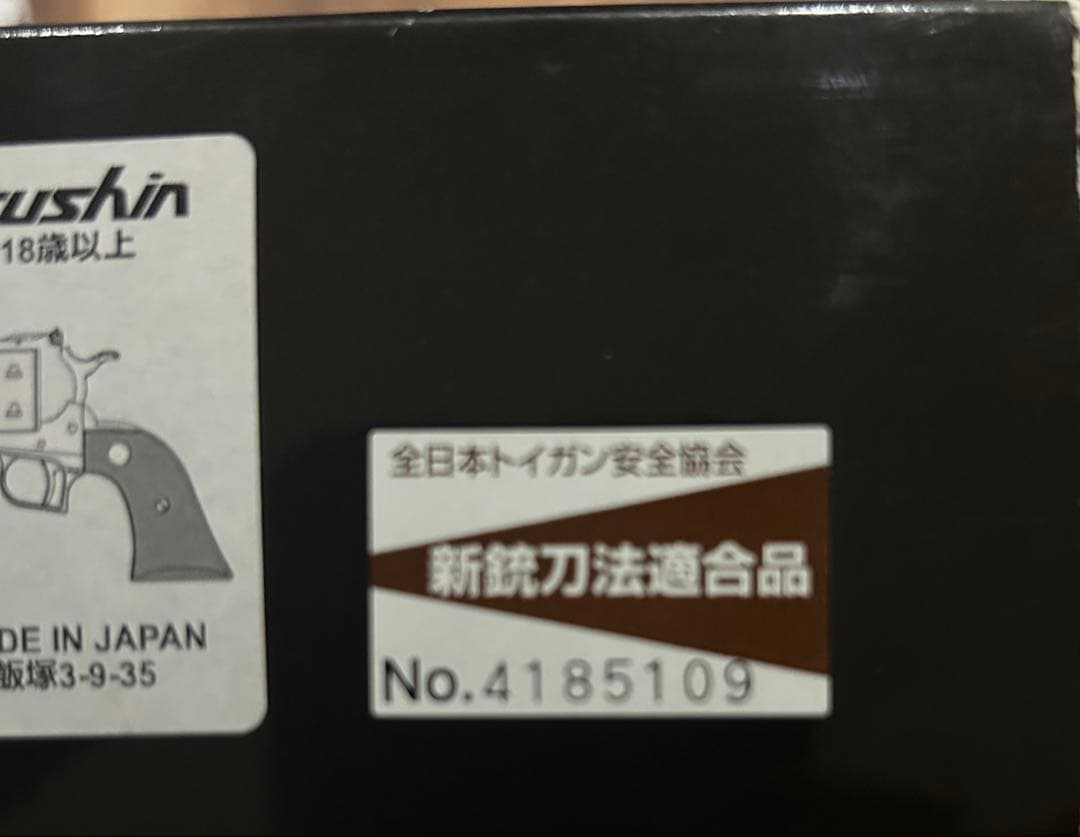 ushin
18歳以上
DE IN JAPAN
飯塚3-9-35
全日本トイガン安全協会
新銃刀法適合品
No.4185109